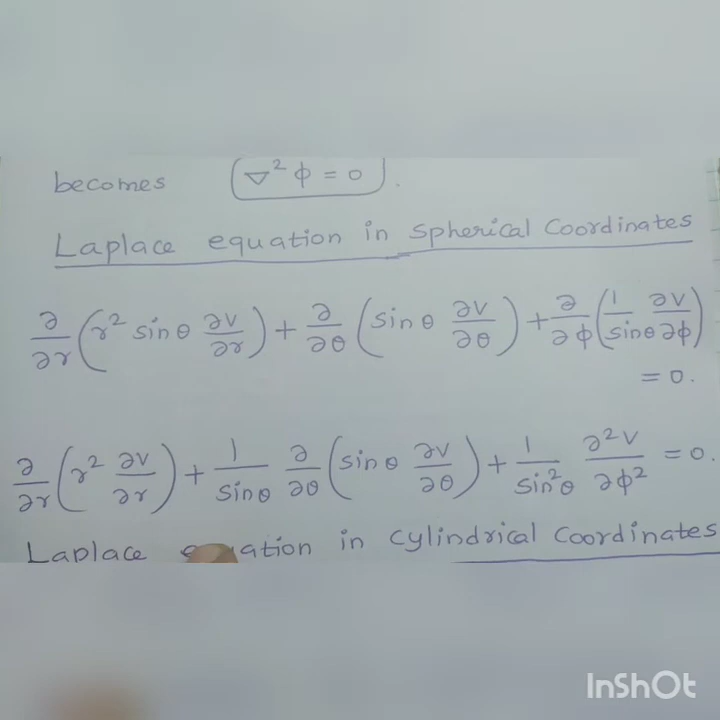 becomes ∇²ϕ = 0.
Laplace equation in Spherical Coordinates
∂/∂r (r² sinθ ∂V/∂r) + ∂/∂θ (sinθ ∂V/∂θ) + ∂/∂ϕ (1/sinθ ∂V/∂ϕ)
= 0.
∂/∂r (r² ∂V/∂r) + 1/sinθ ∂/∂θ (sinθ ∂V/∂θ) + 1/sin²θ ∂²V/∂ϕ² = 0.
Laplace in Cylindrical Coordinates
InShOt